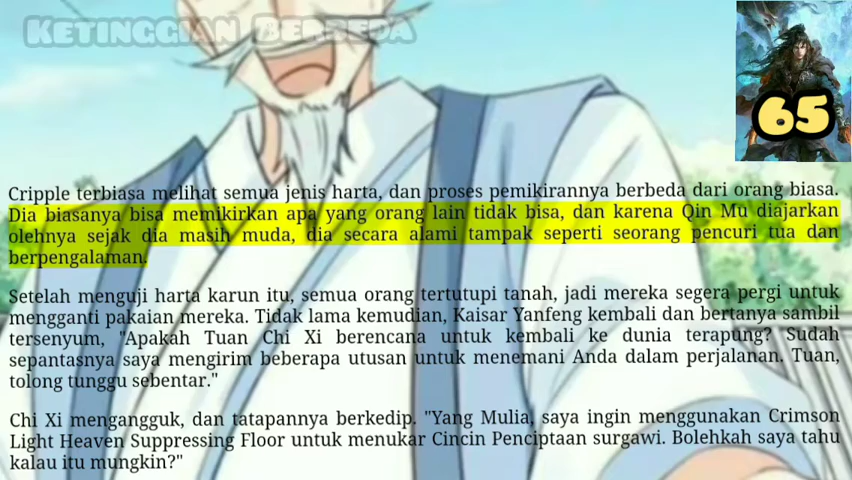 Ketinggian Berbeda
65
Cripple terbiasa melihat semua jenis harta, dan proses pemikirannya berbeda dari orang biasa.
Dia biasanya bisa memikirkan apa yang orang lain tidak bisa, dan karena Qin Mu diajarkan
olehnya sejak dia masih muda, dia secara alami tampak seperti seorang pencuri tua dan
berpengalaman.
Setelah menguji harta karun itu, semua orang tertutupi tanah, jadi mereka segera pergi untuk
mengganti pakaian mereka. Tidak lama kemudian, Kaisar Yanfeng kembali dan bertanya sambil
tersenyum, "Apakah Tuan Chi Xi berencana untuk kembali ke dunia terapung? Sudah
sepantasnya saya mengirim beberapa utusan untuk menemani Anda dalam perjalanan. Tuan,
tolong tunggu sebentar."
Chi Xi mengangguk, dan tatapannya berkedip. "Yang Mulia, saya ingin menggunakan Crimson
Light Heaven Suppressing Floor untuk menukar Cincin Penciptaan surgawi. Bolehkah saya tahu
kalau itu mungkin?"